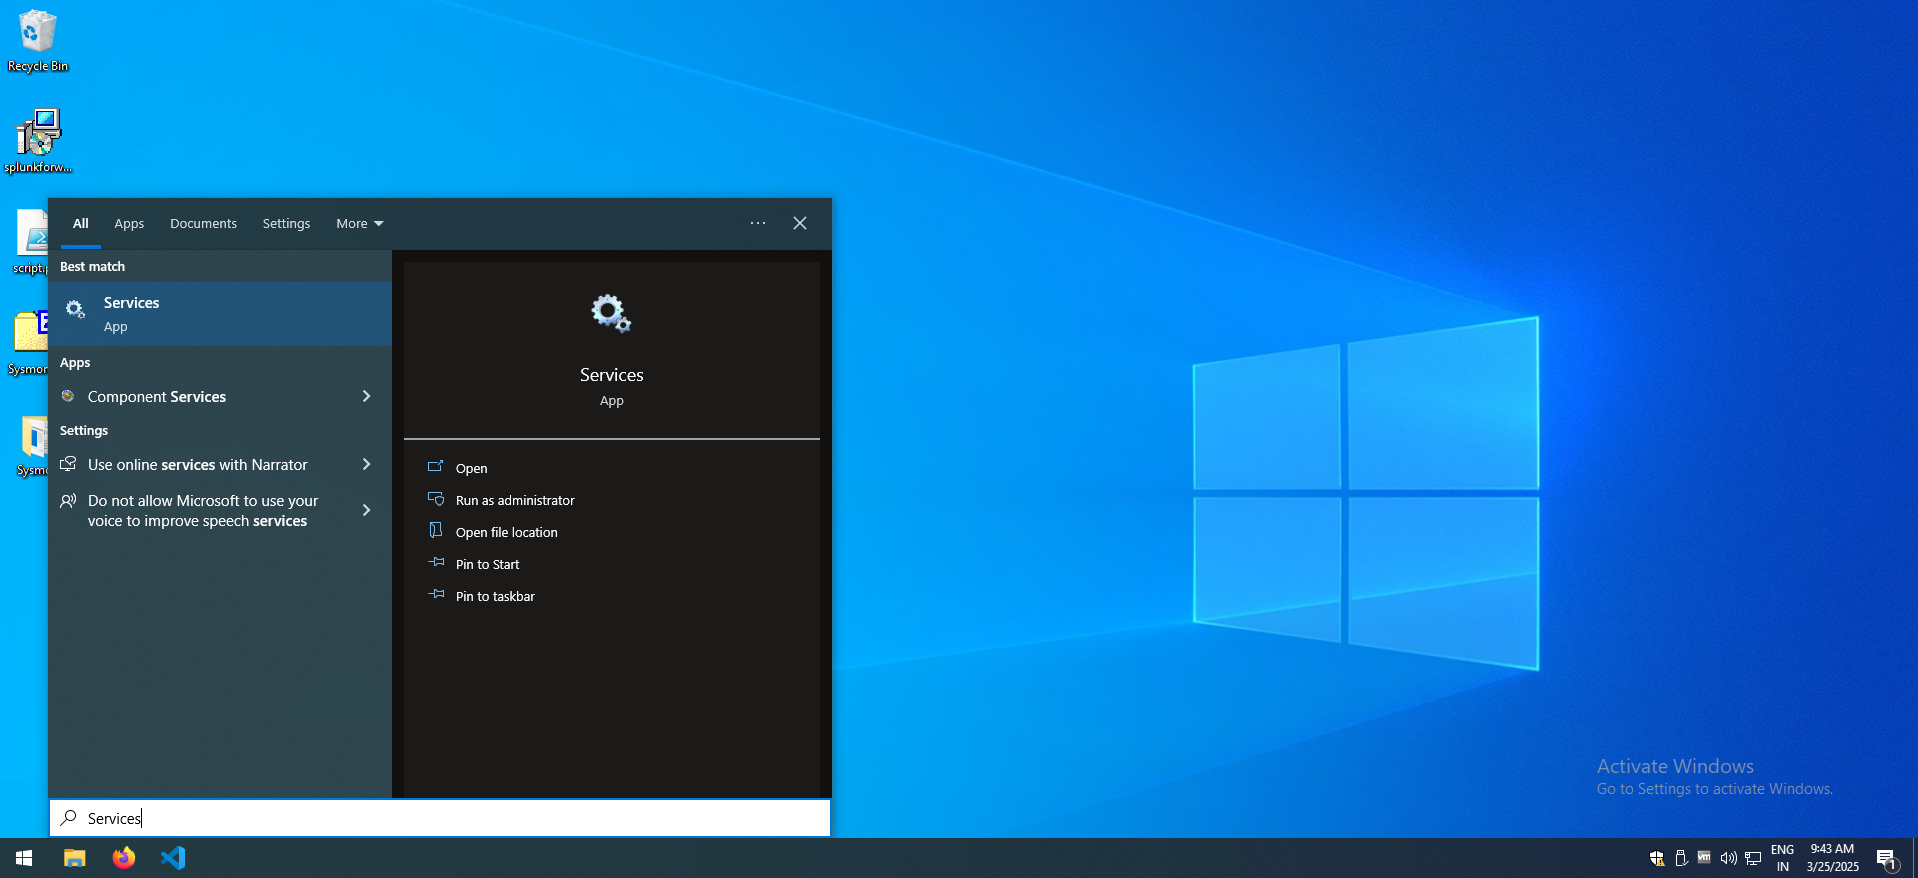 Recycle Bin
splunkforw...
script.p
Sysmon
Sysmo
All
Apps
Documents
Settings
More
Best match
Services
App
Apps
Component Services
Settings
Use online services with Narrator
Do not allow Microsoft to use your
voice to improve speech services
Services
App
Open
Run as administrator
Open file location
Pin to Start
Pin to taskbar
Services
Activate Windows
Go to Settings to activate Windows.
vm
ENG
IN
9:43 AM
3/25/2025
1